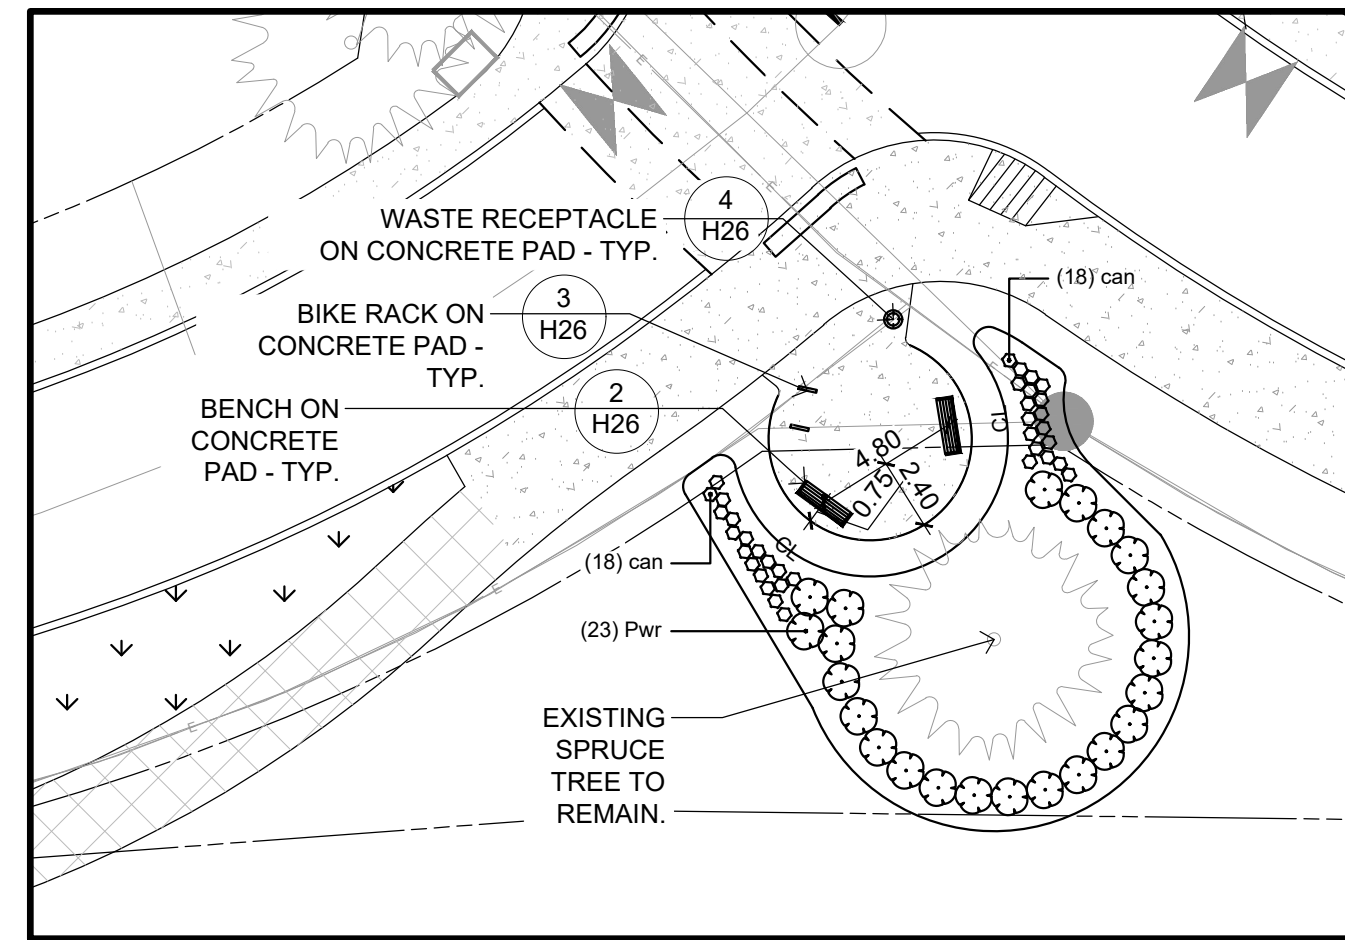 WASTE RECEPTACLE
ON CONCRETE PAD - TYP.
4
H26
BIKE RACK ON
CONCRETE PAD -
TYP.
3
H26
BENCH ON
CONCRETE
PAD - TYP.
2
H26
(18) can
4.80
0.75
2.40
CL
CL
(18) can
(23) Pwr
EXISTING
SPRUCE
TREE TO
REMAIN.
E
E
E
E